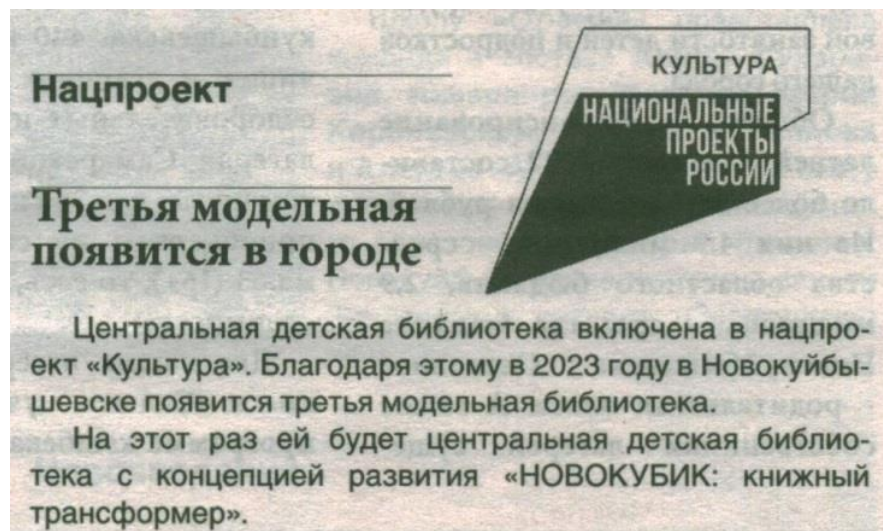 Нацпроект
КУЛЬТУРА
НАЦИОНАЛЬНЫЕ
ПРОЕКТЫ
РОССИИ
Третья модельная
появится в городе
Центральная детская библиотека включена в нацпро-
ект «Культура». Благодаря этому в 2023 году в Новокуйбы-
шевске появится третья модельная библиотека.
На этот раз ей будет центральная детская библио-
тека с концепцией развития «НОВОКУБИК: книжный
трансформер».